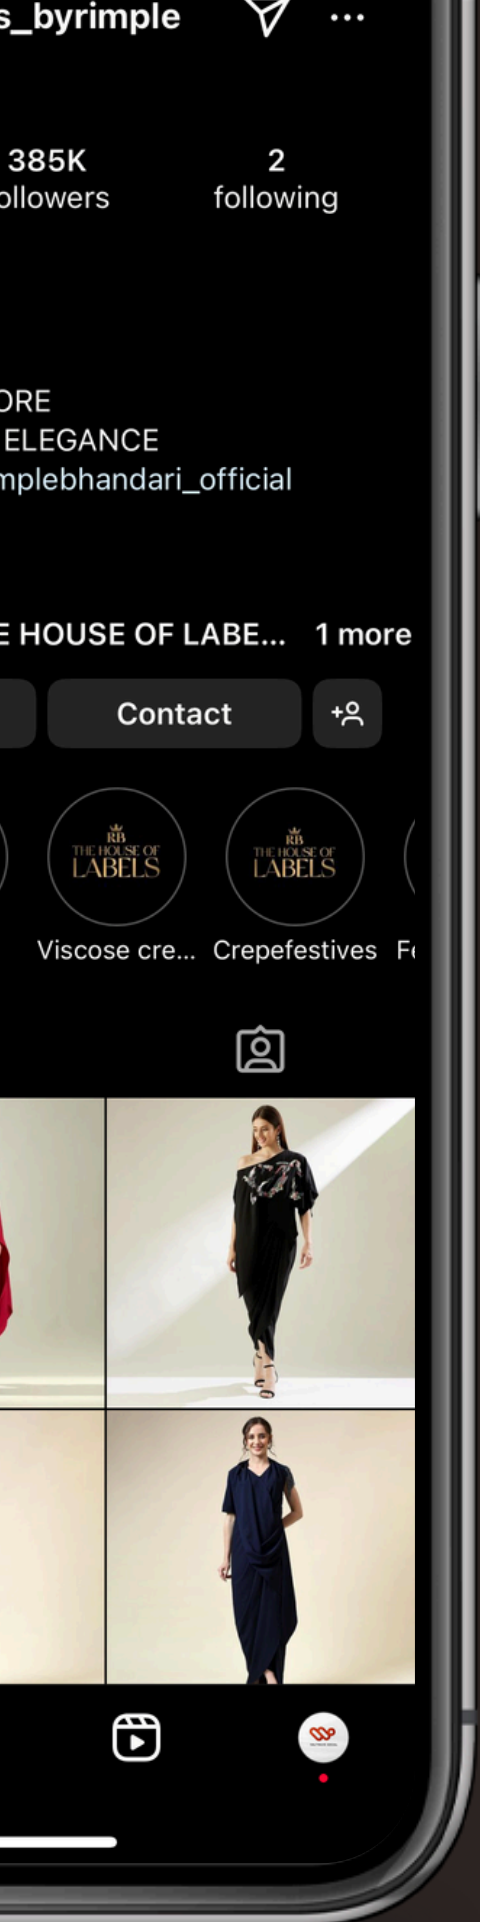 s_byrimple
385K
2
ollowers
following
ORE
ELEGANCE
mplebhandari_official
E HOUSE OF LABE... 1 more
Contact
RB
THE HOUSE OF
LABELS
RB
THE HOUSE OF
LABELS
Viscose cre...
Crepefestives
Fe